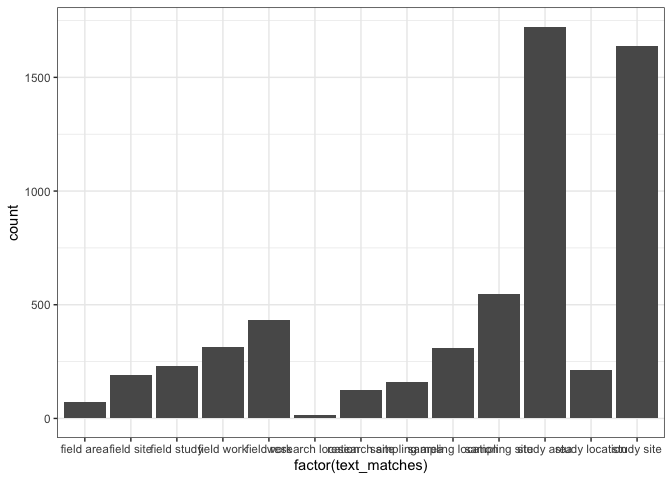 1500
1000
500
0
count
field area field site field study field work fieldwork research location research site sampling area sampling location sampling site study area study location study site
factor(text_matches)